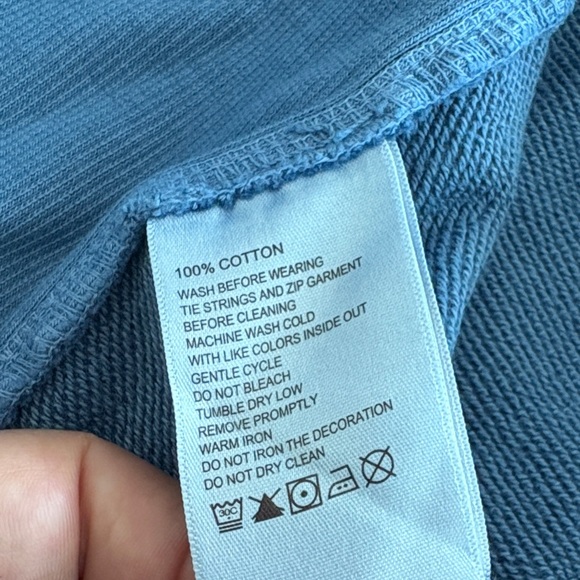 100% COTTON
WASH BEFORE WEARING
TIE STRINGS AND ZIP GARMENT
BEFORE CLEANING
MACHINE WASH COLD
WITH LIKE COLORS INSIDE OUT
GENTLE CYCLE
DO NOT BLEACH
TUMBLE DRY LOW
REMOVE PROMPTLY
WARM IRON
DO NOT IRON THE DECORATION
DO NOT DRY CLEAN
30C